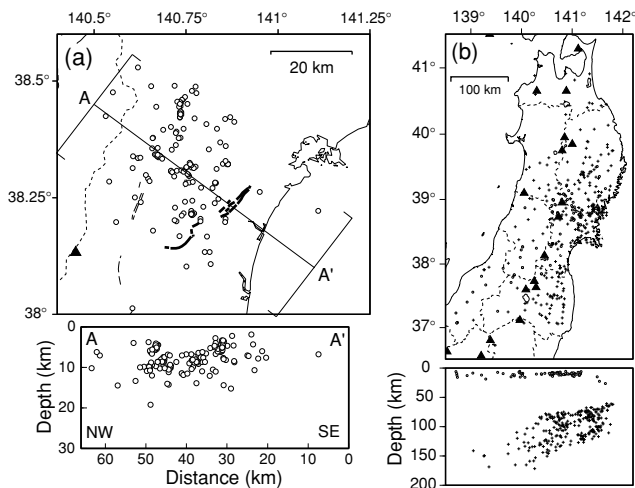 140.5° 140.75° 141° 141.25°
(a)
20 km
38.5°
A
38.25°
A'
38°
0
10
20
30
Depth (km)
A
A'
NW
SE
60 50 40 30 20 10 0
Distance (km)
139° 140° 141° 142°
(b)
41°
100 km
40°
39°
38°
37°
0
50
100
150
200
Depth (km)